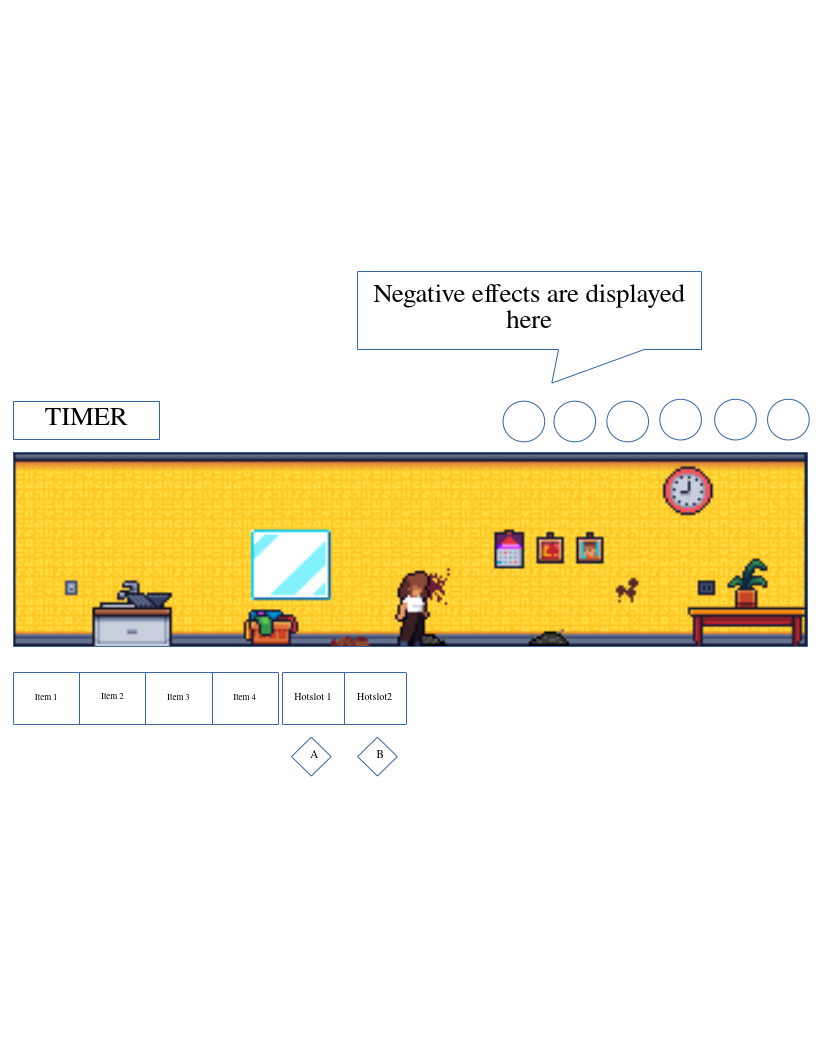 Negative effects are displayed
here
TIMER
Item 1
Item 2
Item 3
Item 4
Hotslot 1
Hotslot2
A
B